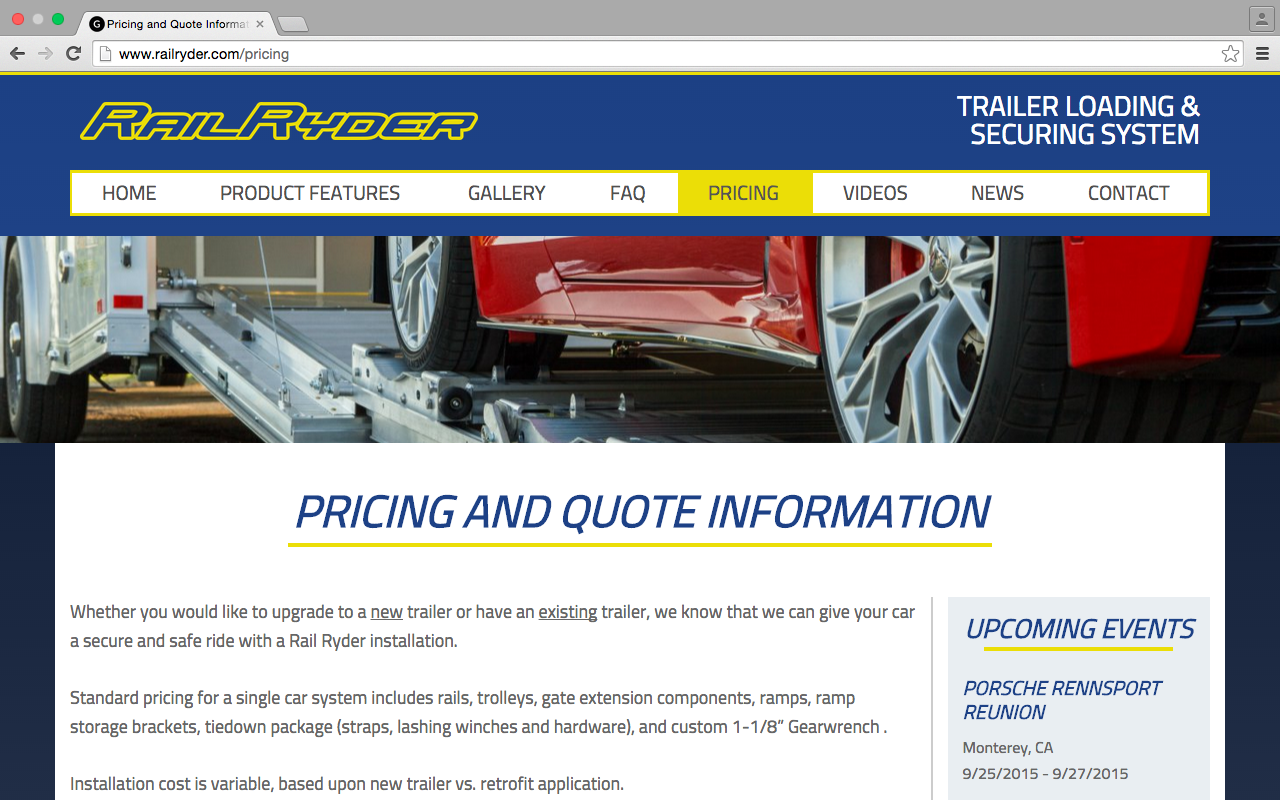 Pricing and Quote Informat
www.railryder.com/pricing
RAILRYDER
TRAILER LOADING &
SECURING SYSTEM
HOME PRODUCT FEATURES GALLERY FAQ PRICING VIDEOS NEWS CONTACT
PRICING AND QUOTE INFORMATION
Whether you would like to upgrade to a new trailer or have an existing trailer, we know that we can give your car
a secure and safe ride with a Rail Ryder installation.
Standard pricing for a single car system includes rails, trolleys, gate extension components, ramps, ramp
storage brackets, tiedown package (straps, lashing winches and hardware), and custom 1-1/8” Gearwrench .
Installation cost is variable, based upon new trailer vs. retrofit application.
UPCOMING EVENTS
PORSCHE RENNSPORT
REUNION
Monterey, CA
9/25/2015 - 9/27/2015